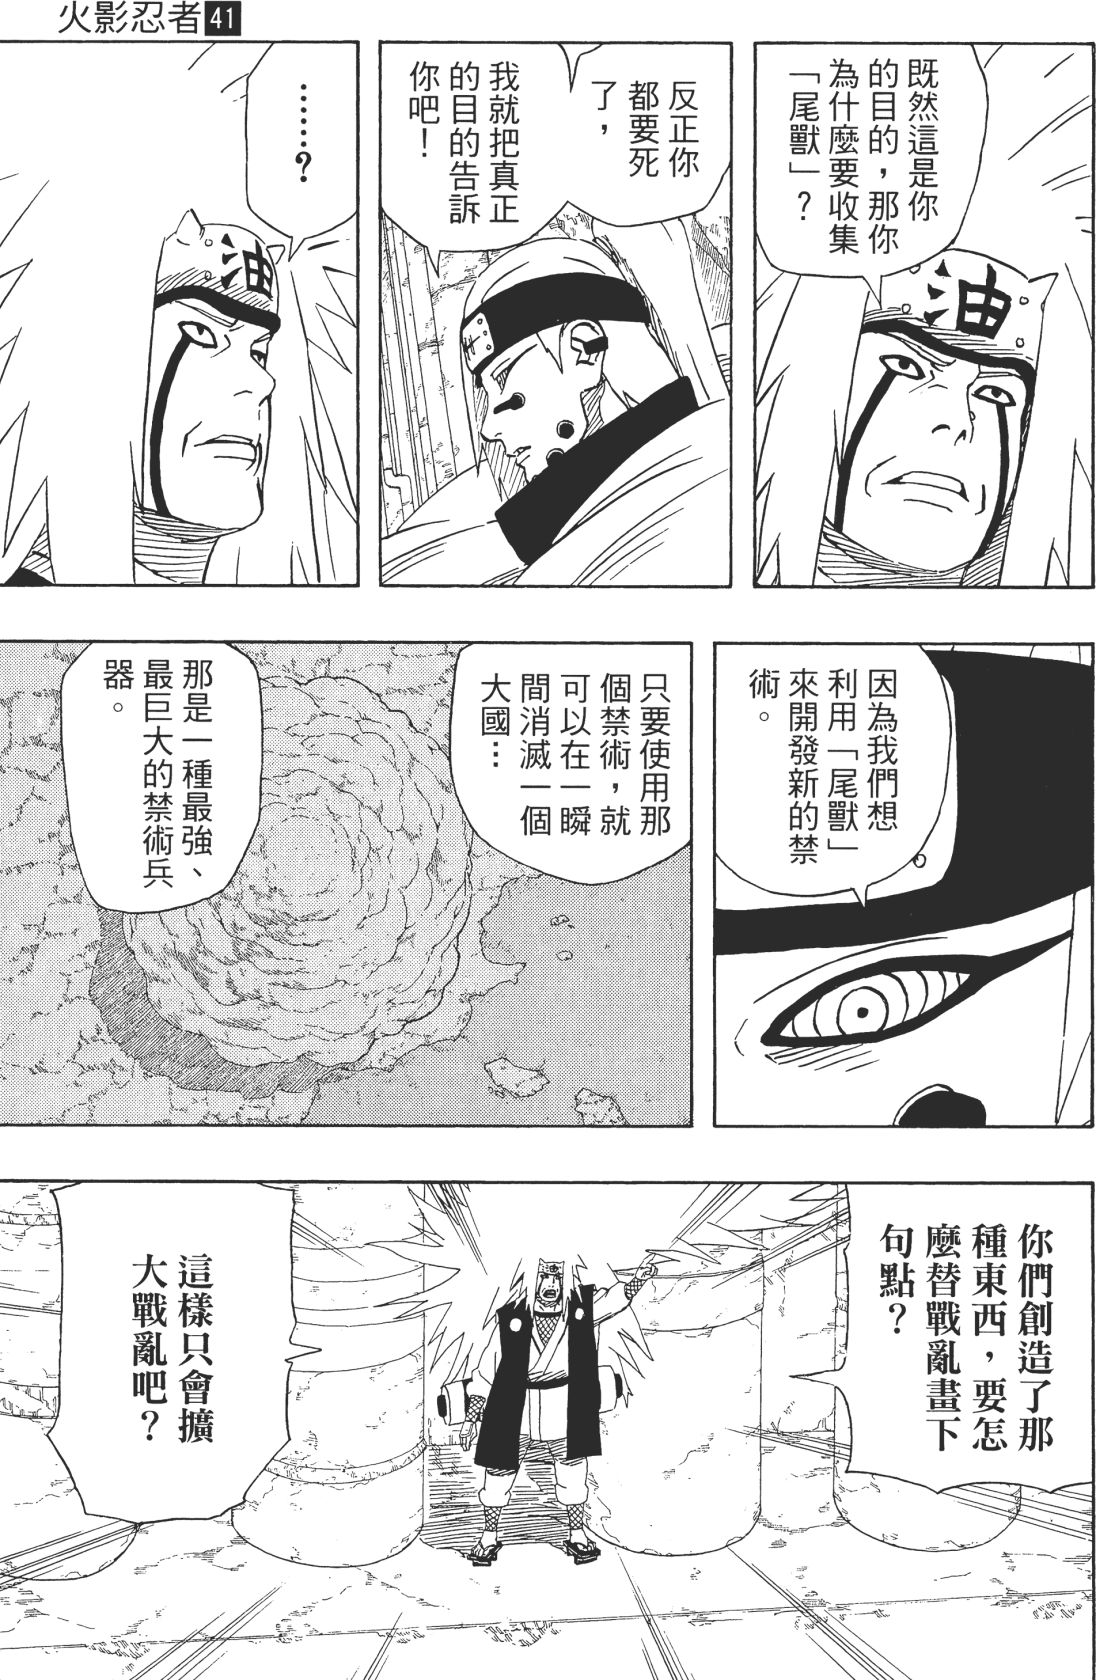 火影忍者41
既然這是你
的目的，那你
為什麼要收集
「尾獸」？
反正你
都要死
了，
我就把真正
的目的告訴
你吧！
……？
油
油
因為我們想
利用「尾獸」
來開發新的禁
術。
只要使用那
個禁術，就
可以在一瞬
間消滅一個
大國…
那是一種最強、
最巨大的禁術兵
器。
你們創造了那
種東西，要怎
麼替戰亂畫下
句點？
這樣只會擴
大戰亂吧？